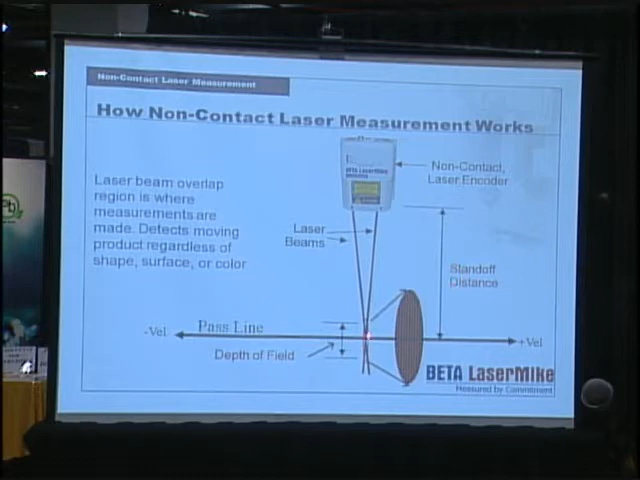 Non-Contact Laser Measurement
How Non-Contact Laser Measurement Works
Laser beam overlap
region is where
measurements are
made. Detects moving
product regardless of
shape, surface, or color
BETA LaserMike
Non-Contact,
Laser Encoder
Laser
Beams
Standoff
Distance
-Vel
Pass Line
+Vel
Depth of Field
BETA LaserMike
Measured by Commitment